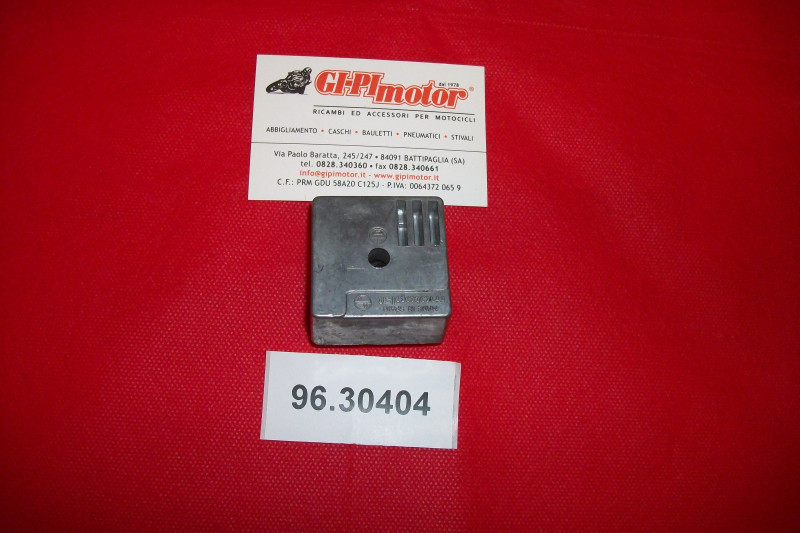 GI-PI motor®
dal 1978
RICAMBI ED ACCESSORI PER MOTOCICLI
ABBIGLIAMENTO • CASCHI • BAULETTI • PNEUMATICI • STIVALI
Via Paolo Baratta, 245/247 • 84091 BATTIPAGLIA (SA)
tel. 0828.340360 • fax 0828.340661
info@gipimotor.it - www.gipimotor.it
C.F.: PRM GDU 58A20 C125J - P.IVA: 0064372 065 9
96.30404